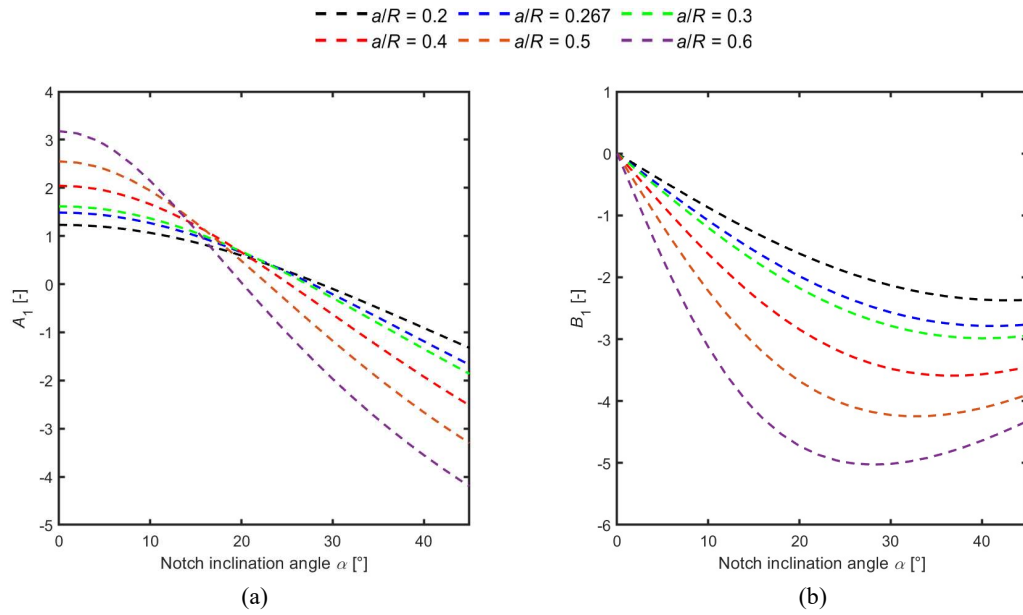 a/R = 0.2 a/R = 0.267 a/R = 0.3
a/R = 0.4 a/R = 0.5 a/R = 0.6
4
3
2
1
0
-1
-2
-3
-4
-5
A1 [-]
0 10 20 30 40
Notch inclination angle α [°]
(a)
1
0
-1
-2
-3
-4
-5
-6
B1 [-]
0 10 20 30 40
Notch inclination angle α [°]
(b)